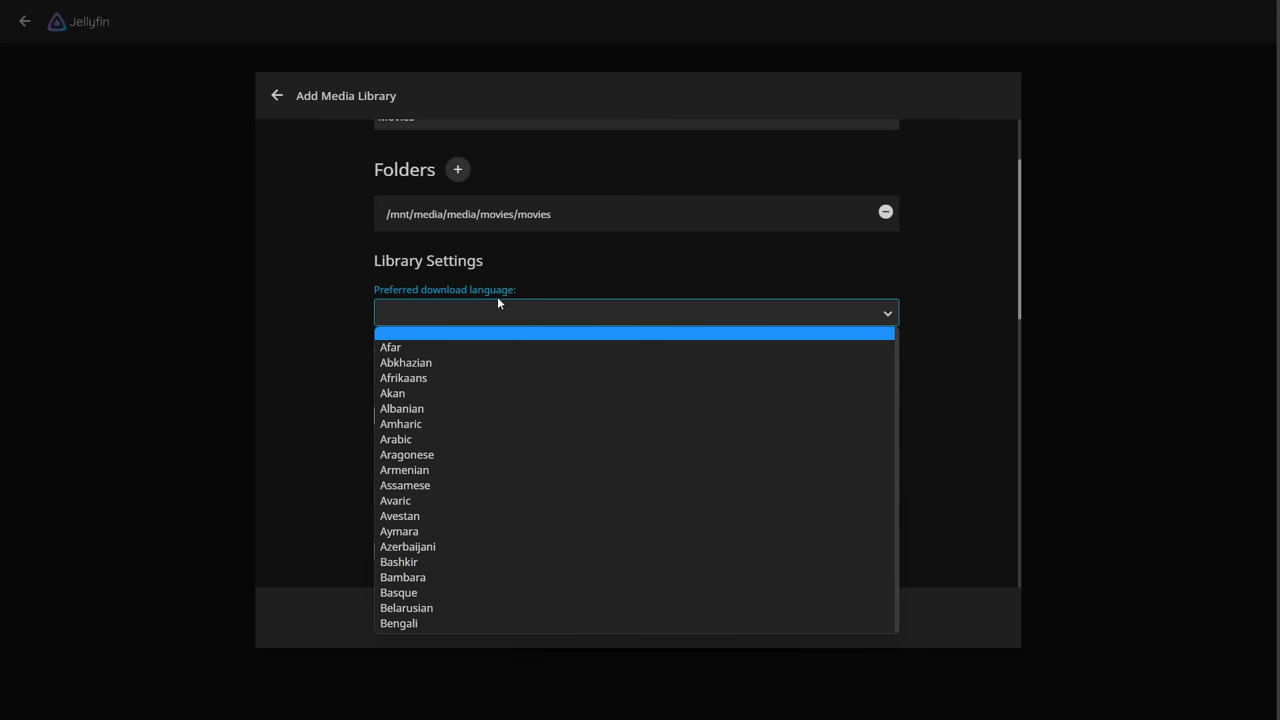 Jellyfin
Add Media Library
Movies
Folders +
/mnt/media/media/movies/movies
Library Settings
Preferred download language:
Afar
Abkhazian
Afrikaans
Akan
Albanian
Amharic
Arabic
Aragonese
Armenian
Assamese
Avaric
Avestan
Aymara
Azerbaijani
Bashkir
Bambara
Basque
Belarusian
Bengali